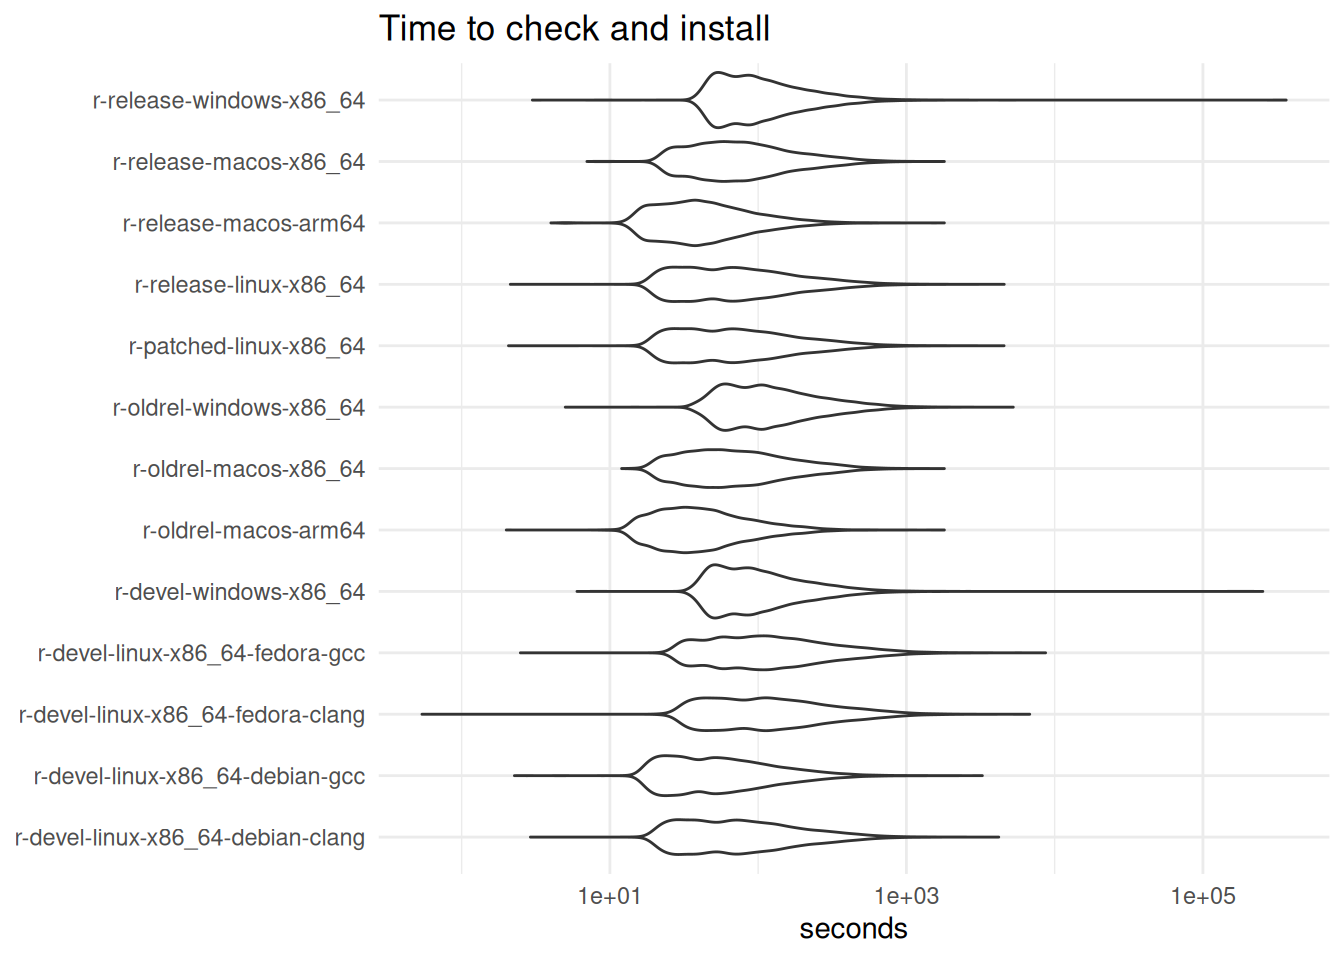 Time to check and install
r-release-windows-x86_64
r-release-macos-x86_64
r-release-macos-arm64
r-release-linux-x86_64
r-patched-linux-x86_64
r-oldrel-windows-x86_64
r-oldrel-macos-x86_64
r-oldrel-macos-arm64
r-devel-windows-x86_64
r-devel-linux-x86_64-fedora-gcc
r-devel-linux-x86_64-fedora-clang
r-devel-linux-x86_64-debian-gcc
r-devel-linux-x86_64-debian-clang
1e+01 1e+03 1e+05
seconds